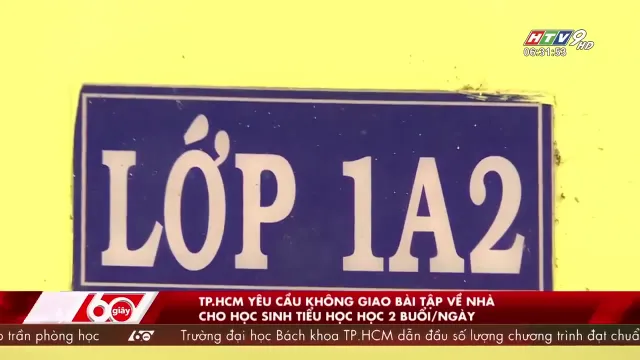 HTV9 HD
06:31:53
LỚP 1A2
60 giây
TP.HCM YÊU CẦU KHÔNG GIAO BÀI TẬP VỀ NHÀ
CHO HỌC SINH TIỂU HỌC HỌC 2 BUỔI/NGÀY
trần phòng học 60s Trường đại học Bách khoa TP.HCM dẫn đầu số lượng chương trình đạt